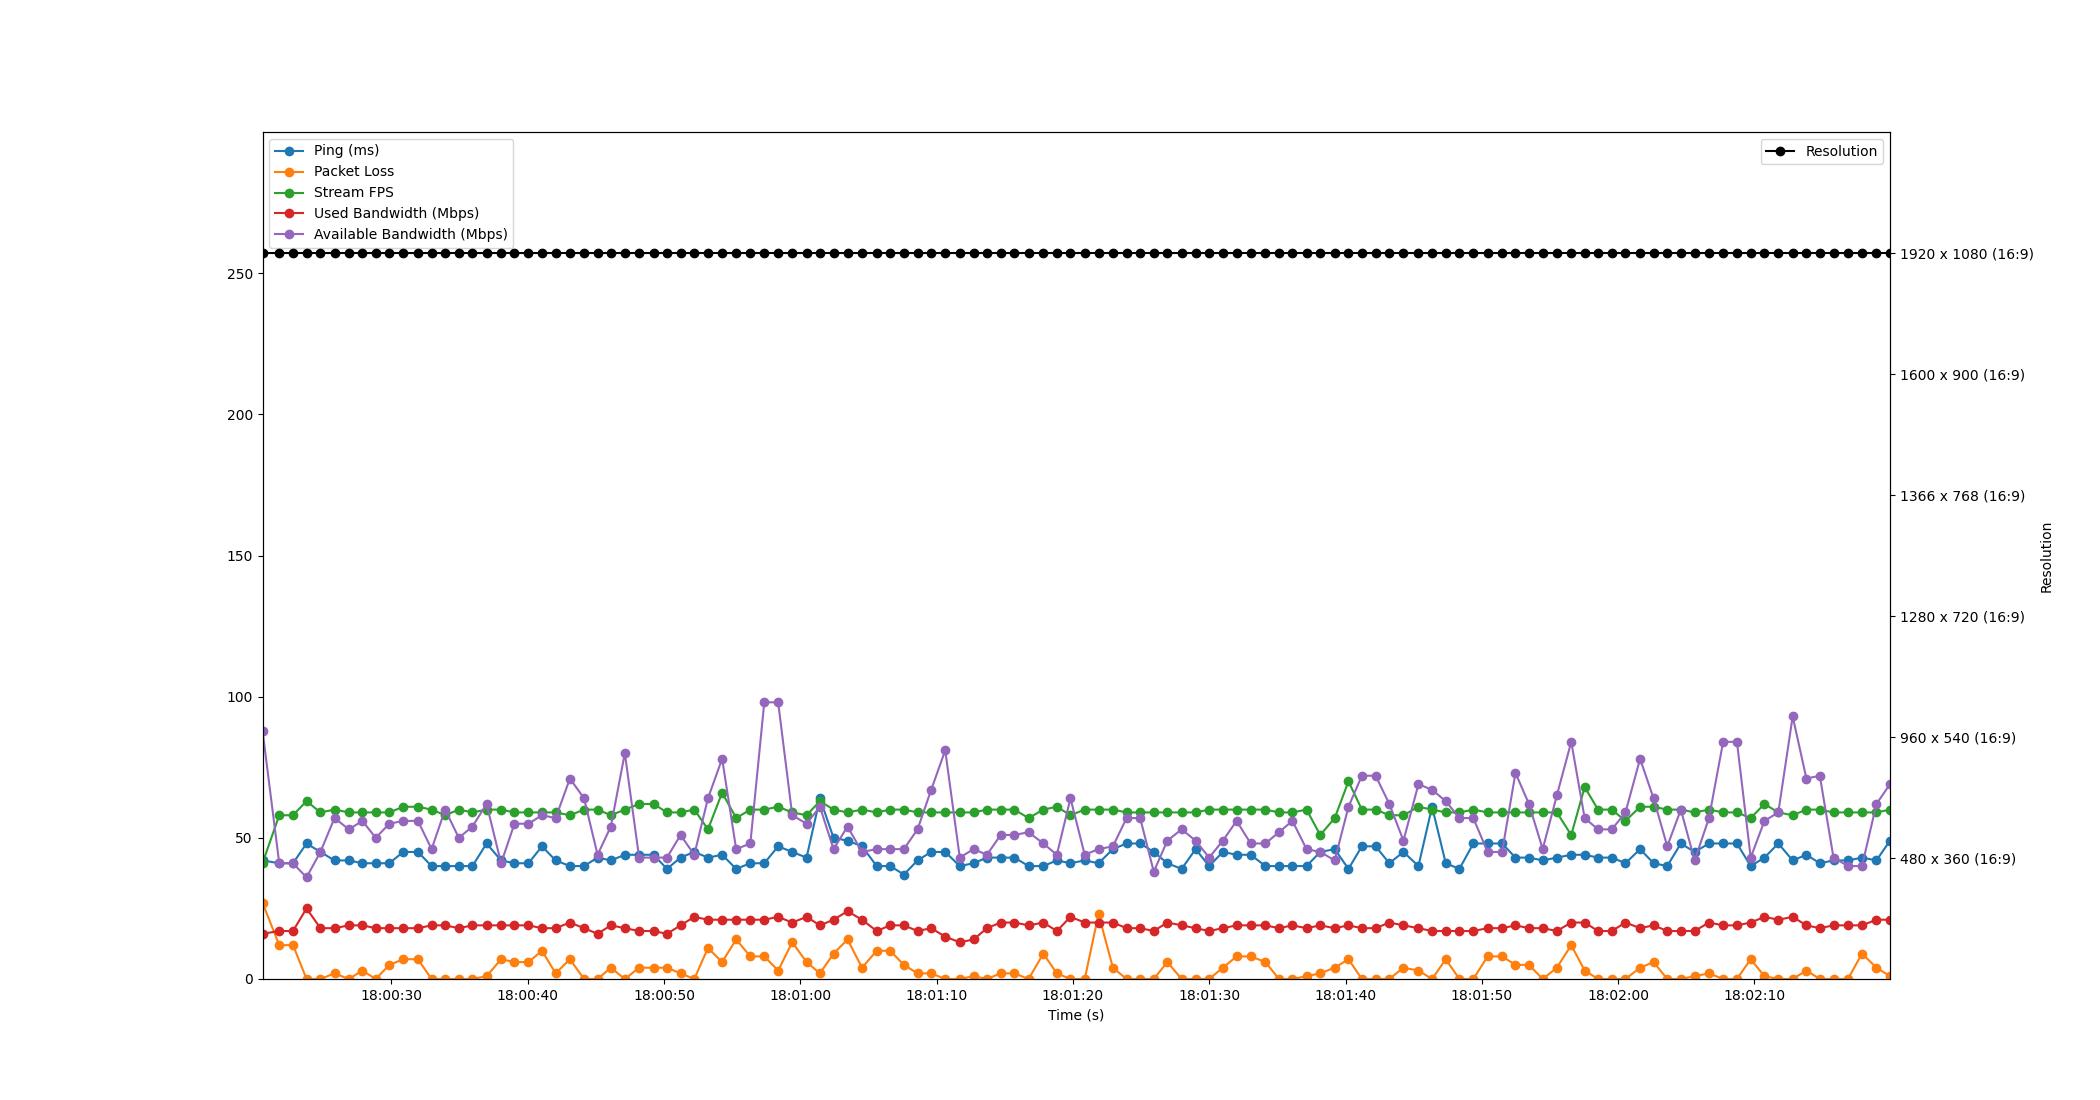 Ping (ms)
Packet Loss
Stream FPS
Used Bandwidth (Mbps)
Available Bandwidth (Mbps)
Resolution
250
200
150
100
50
0
1920 x 1080 (16:9)
1600 x 900 (16:9)
1366 x 768 (16:9)
1280 x 720 (16:9)
960 x 540 (16:9)
480 x 360 (16:9)
Resolution
18:00:30
18:00:40
18:00:50
18:01:00
18:01:10
18:01:20
18:01:30
18:01:40
18:01:50
18:02:00
18:02:10
Time (s)